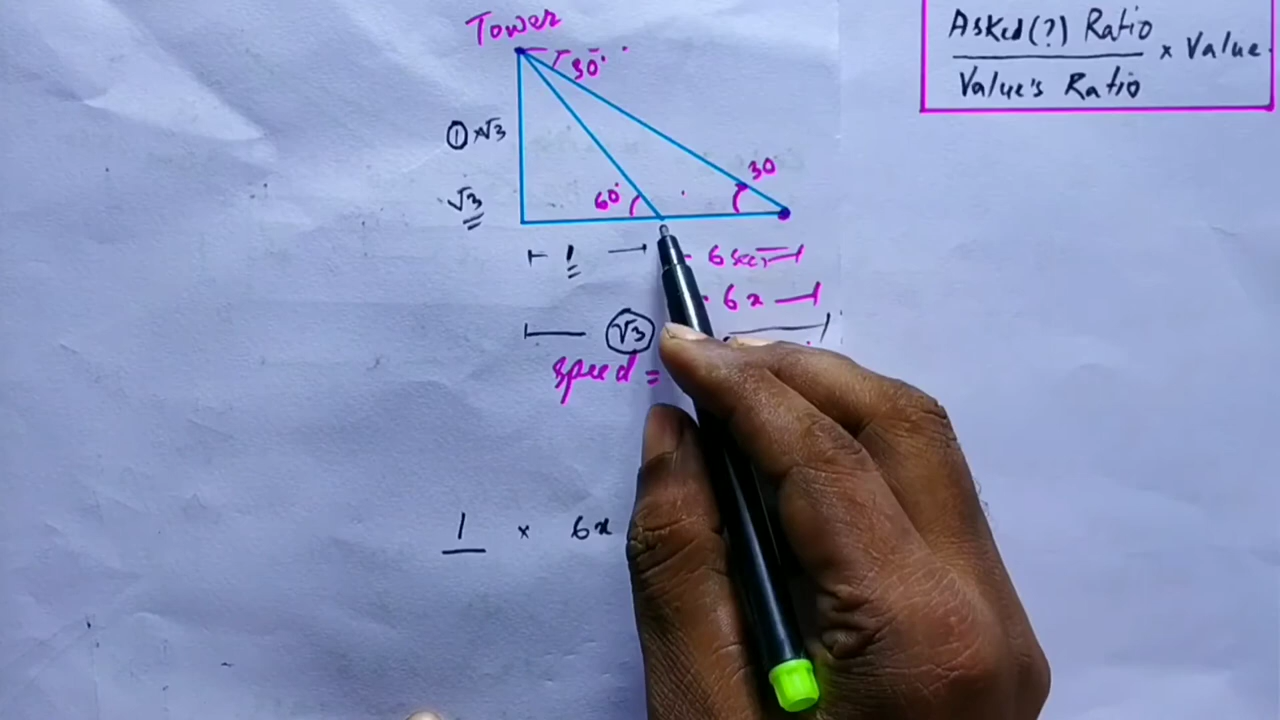 Tower
30°
① x √3
√3
60°
30
1
6 sec
6x
√3
Speed =
1 x 6x
Asked(?) Ratio
Value's Ratio
x Value